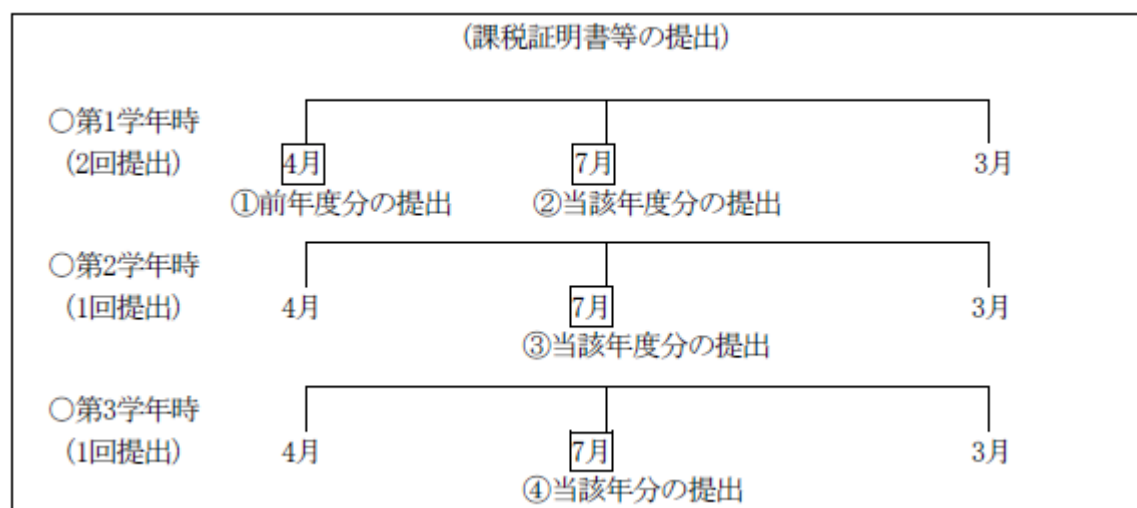 (課税証明書等の提出)
○第1学年時
(2回提出) 4月 7月 3月
①前年度分の提出 ②当該年度分の提出
○第2学年時
(1回提出) 4月 7月 3月
③当該年度分の提出
○第3学年時
(1回提出) 4月 7月 3月
④当該年分の提出